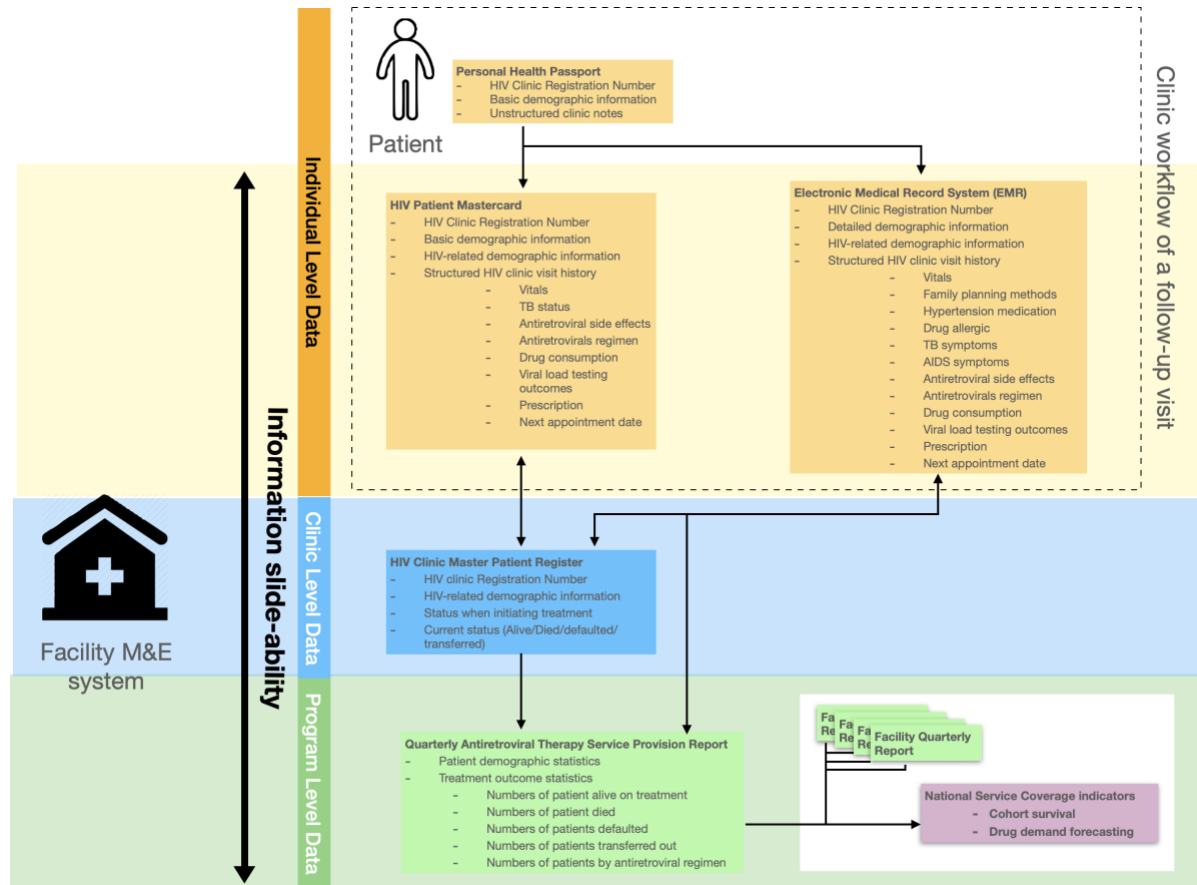 Personal Health Passport
- HIV Clinic Registration Number
- Basic demographic information
- Unstructured clinic notes
Patient
Clinic workflow of a follow-up visit
Individual Level Data
HIV Patient Mastercard
- HIV Clinic Registration Number
- Basic demographic information
- HIV-related demographic information
- Structured HIV clinic visit history
- Vitals
- TB status
- Antiretroviral side effects
- Antiretrovirals regimen
- Drug consumption
- Viral load testing
outcomes
- Prescription
- Next appointment date
Electronic Medical Record System (EMR)
- HIV Clinic Registration Number
- Detailed demographic information
- HIV-related demographic information
- Structured HIV clinic visit history
- Vitals
- Family planning methods
- Hypertension medication
- Drug allergic
- TB symptoms
- AIDS symptoms
- Antiretroviral side effects
- Antiretrovirals regimen
- Drug consumption
- Viral load testing outcomes
- Prescription
- Next appointment date
Information slide-ability
Facility M&E
system
Clinic Level Data
HIV Clinic Master Patient Register
- HIV clinic Registration Number
- HIV-related demographic information
- Status when initiating treatment
- Current status (Alive/Died/defaulted/
transferred)
Program Level Data
Quarterly Antiretroviral Therapy Service Provision Report
- Patient demographic statistics
- Treatment outcome statistics
- Numbers of patient alive on treatment
- Numbers of patient died
- Numbers of patients defaulted
- Numbers of patients transferred out
- Numbers of patients by antiretroviral regimen
Fa
Re
Fa
Re
Fa
Re
Facility Quarterly
Report
National Service Coverage indicators
- Cohort survival
- Drug demand forecasting